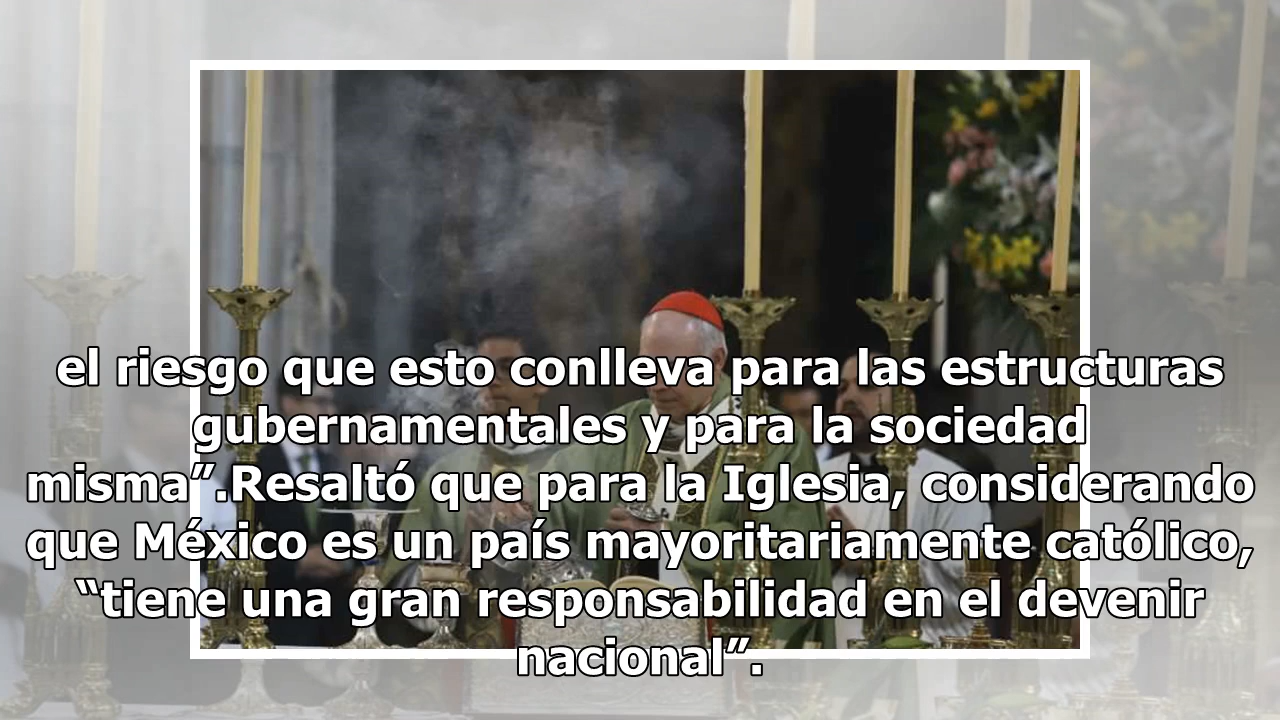 el riesgo que esto conlleva para las estructuras
gubernamentales y para la sociedad
misma”.Resaltó que para la Iglesia, considerando
que México es un país mayoritariamente católico,
“tiene una gran responsabilidad en el devenir
nacional”.